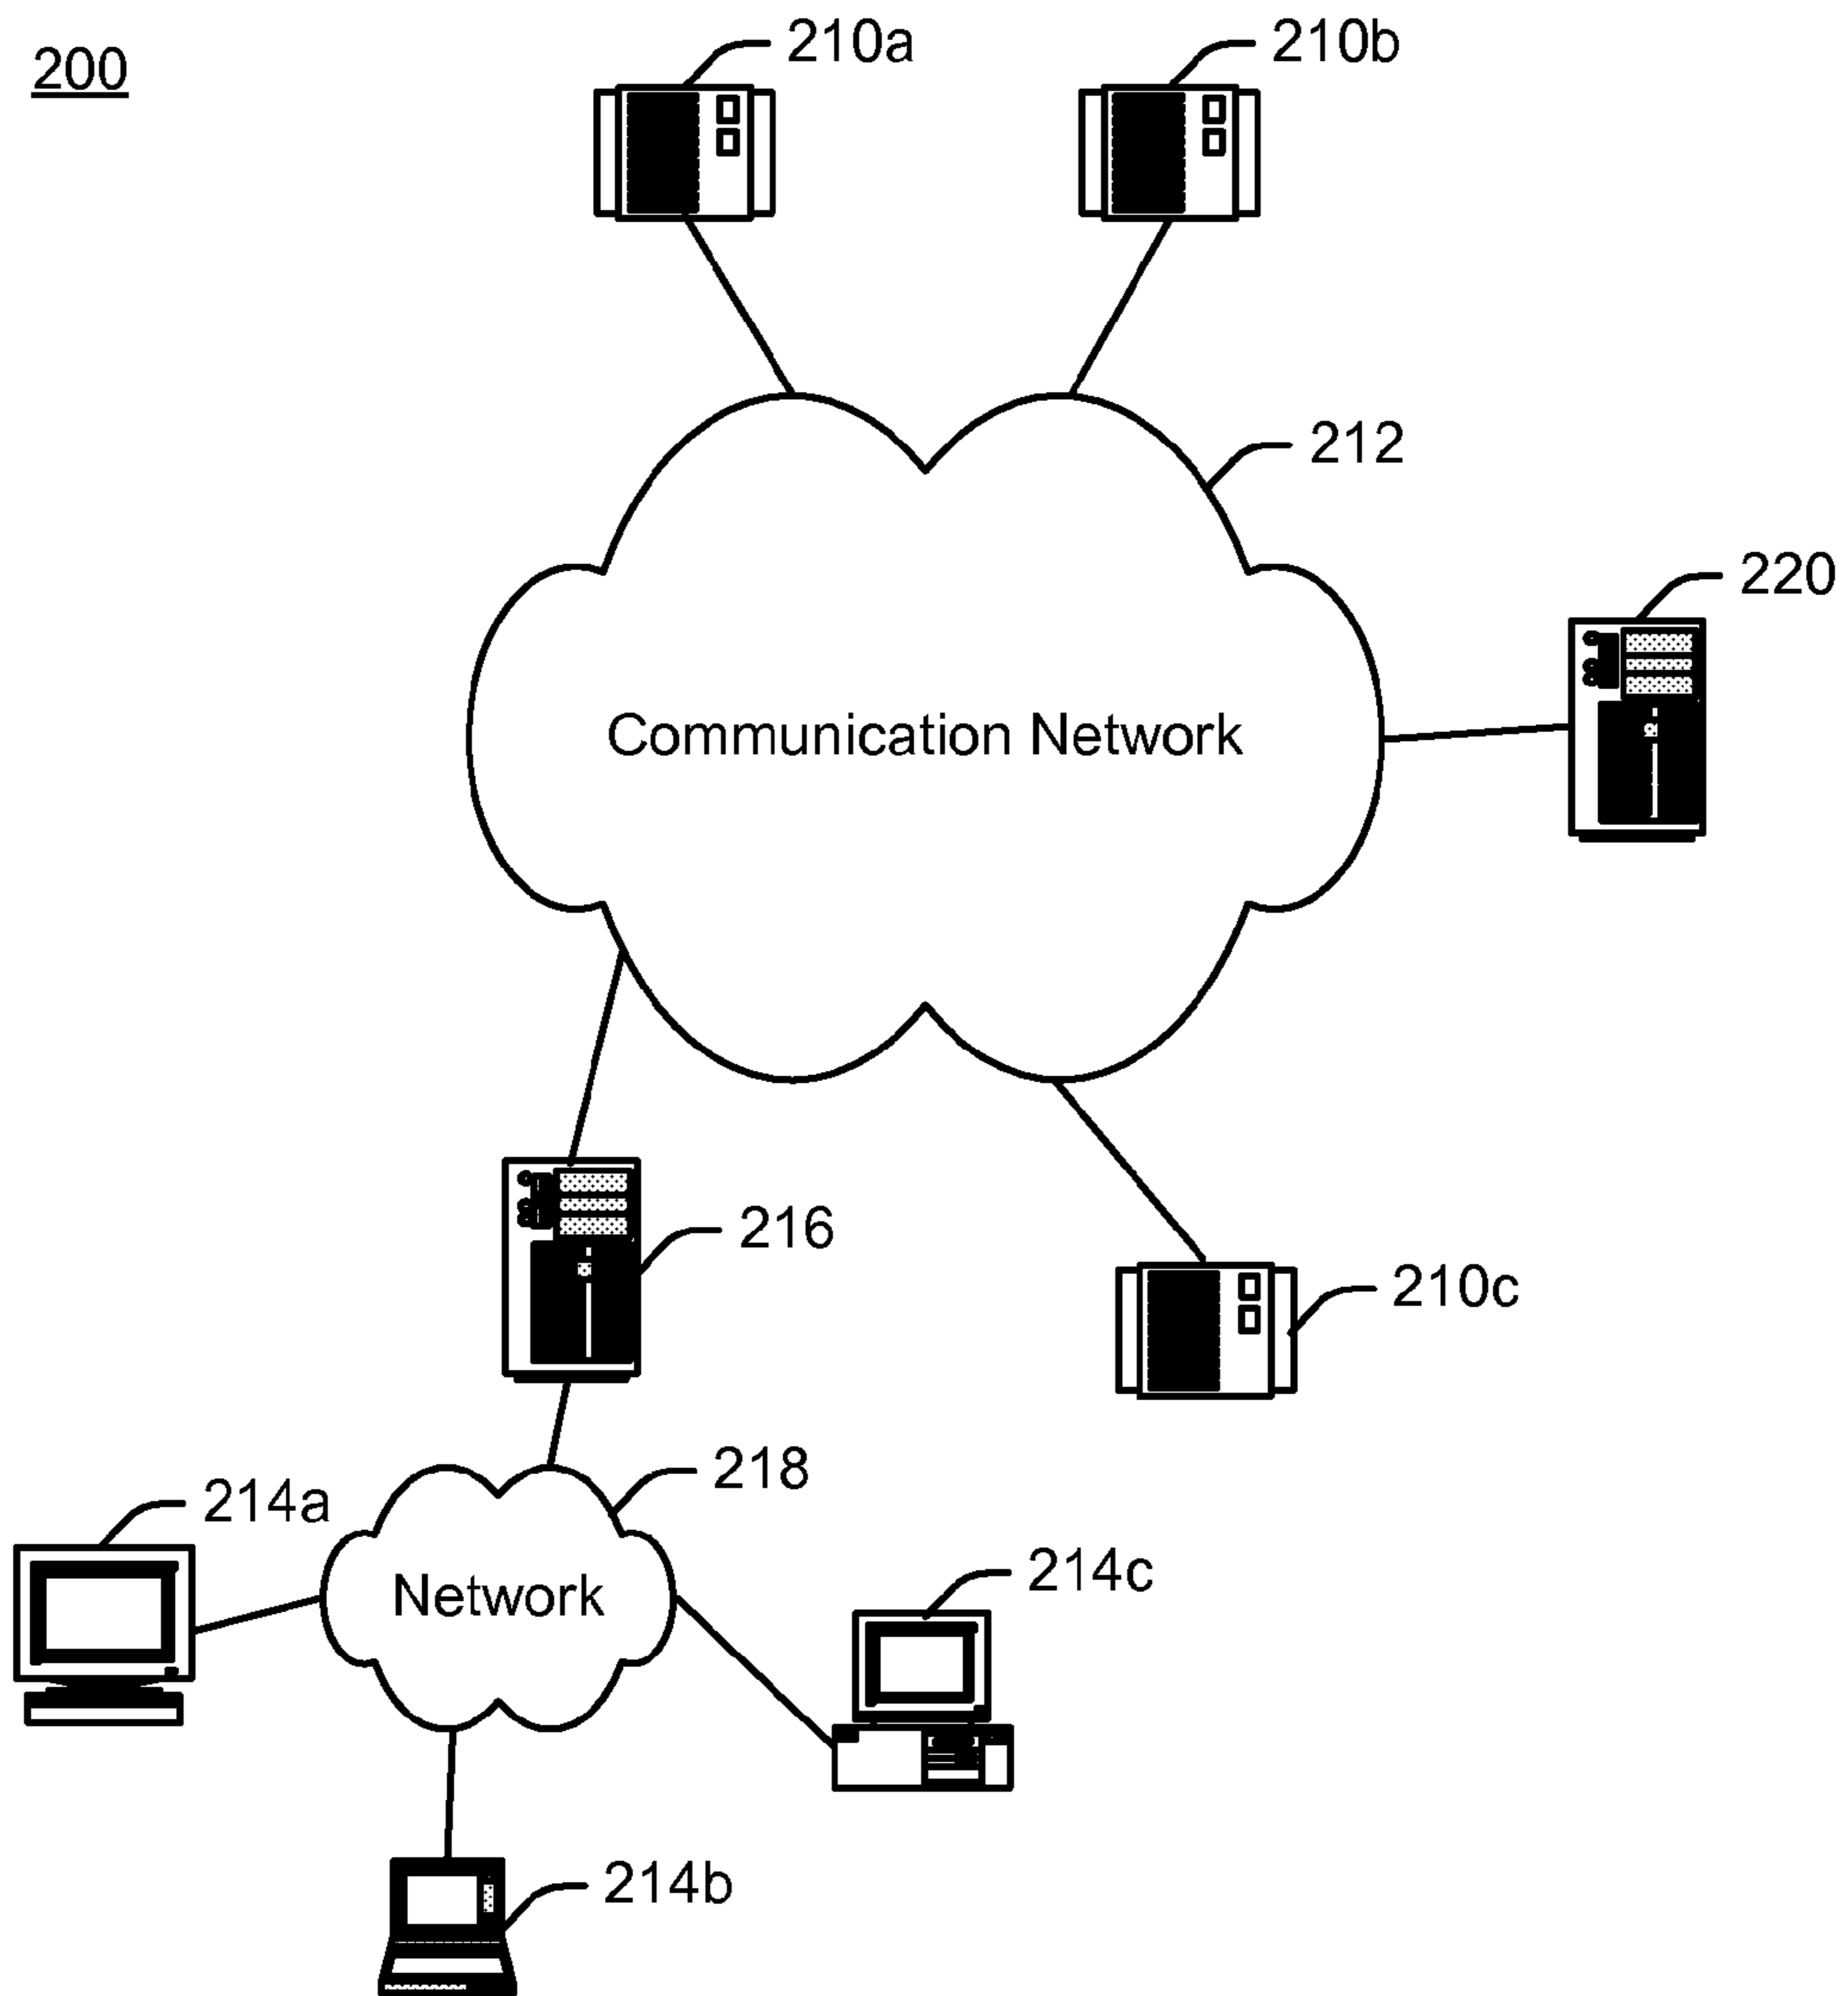 200
210a
210b
212
220
Communication Network
216
210c
218
214a
214c
Network
214b